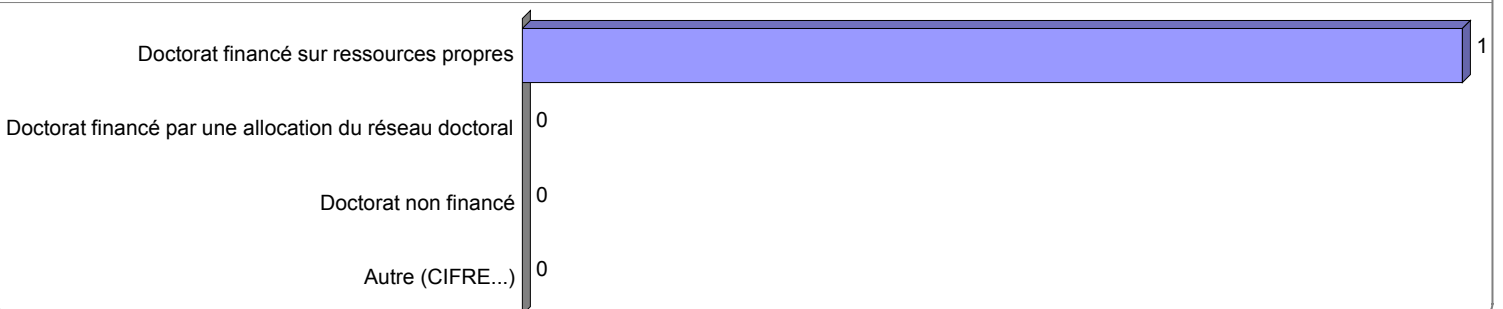 Doctorat financé sur ressources propres 1
Doctorat financé par une allocation du réseau doctoral 0
Doctorat non financé 0
Autre (CIFRE...) 0